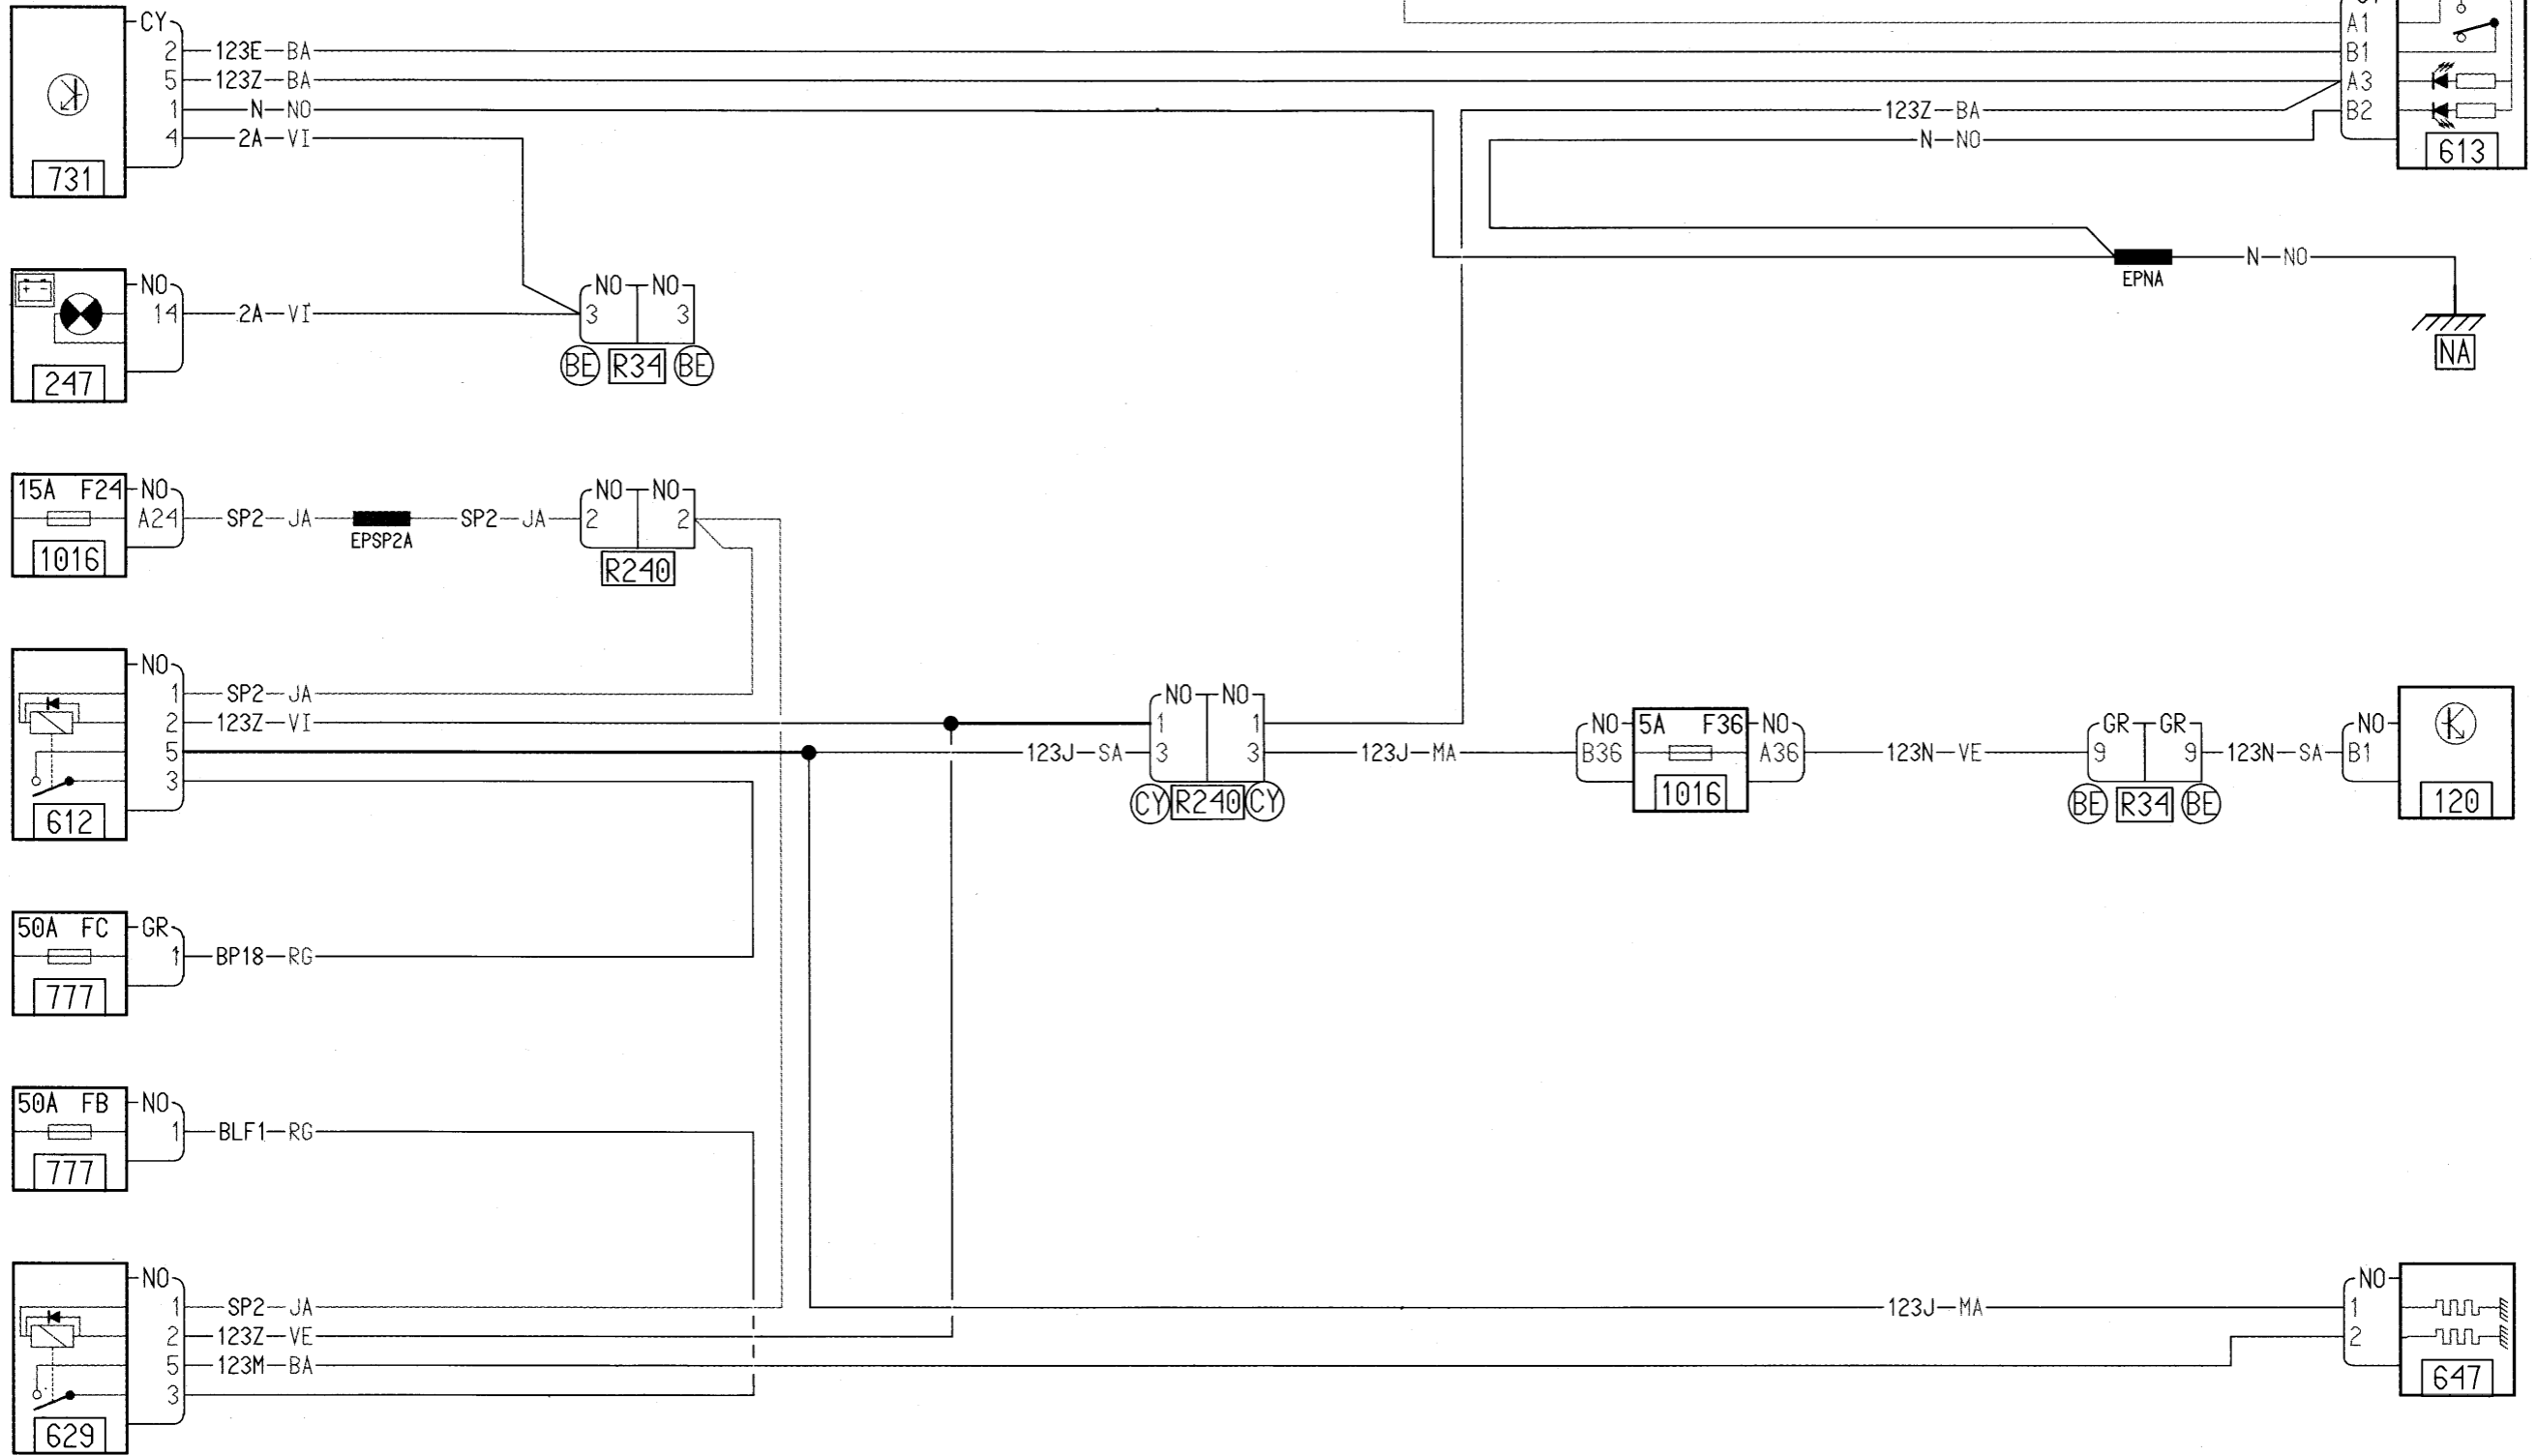 CY A1
2 123E BA B1
5 123Z BA A3
1 N NO 123Z BA B2
4 2A VI N NO
731 613
N NO
EPNA
NA
NO NO NO
14 2A VI 3 3
BE R34 BE
247
15A F24 NO NO NO
A24 SP2 JA SP2 JA 2 2
EPSP2A
1016 R240
NO
1 SP2 JA NO NO NO 5A F36 NO GR GR NO
2 123Z VI 1 1
5 123J SA 3 3 123J MA B36 A36 123N VE 9 9 123N SA B1
3
612 CY R240 CY 1016 BE R34 BE 120
50A FC GR
1 BP18 RG
777
50A FB NO
1 BLF1 RG
777
NO NO
1 SP2 JA 123J MA 1
2 123Z VE 2
5 123M BA
3
629 647